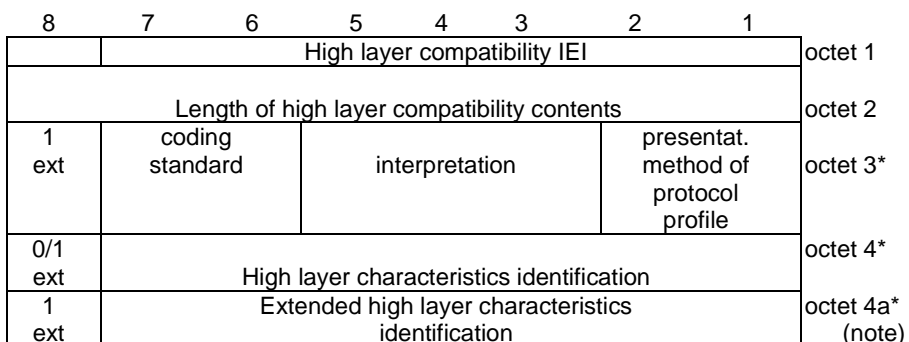 8 7 6 5 4 3 2 1
High layer compatibility IEI octet 1
Length of high layer compatibility contents octet 2
1 coding presentat.
ext standard interpretation method of octet 3*
protocol
profile
0/1 octet 4*
ext High layer characteristics identification
1 Extended high layer characteristics octet 4a*
ext identification (note)